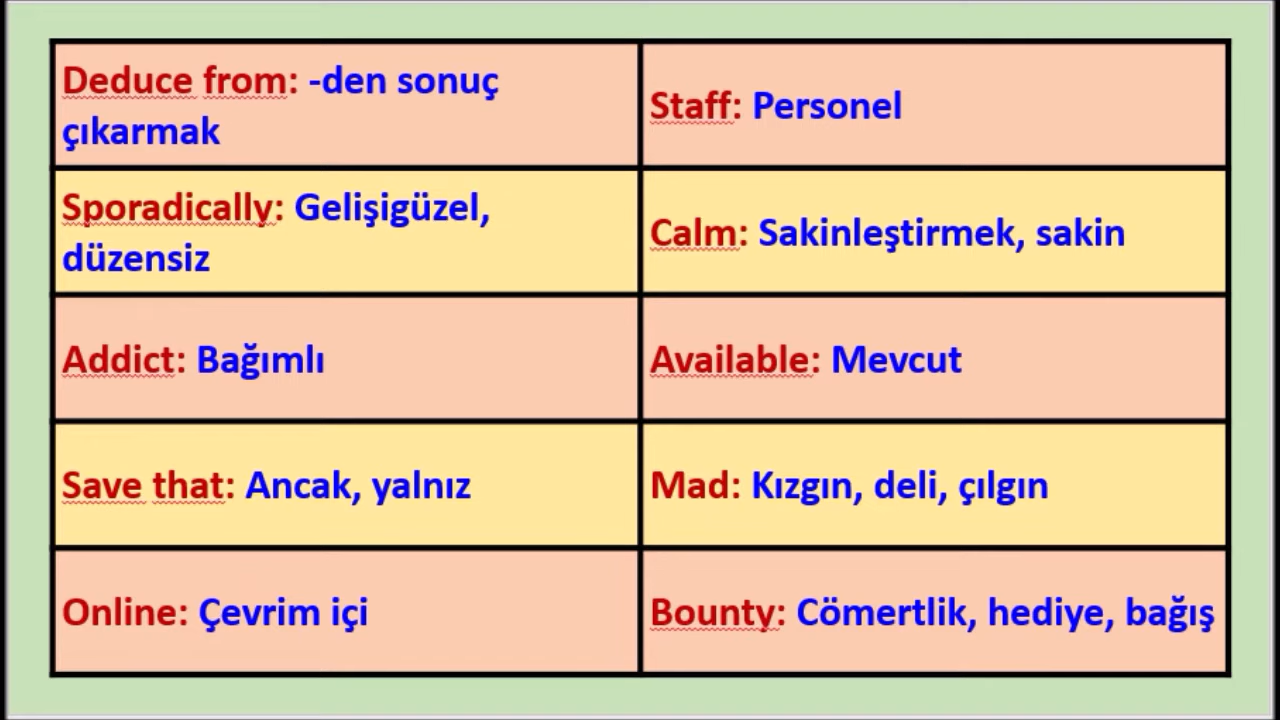 Deduce from: -den sonuç
çıkarmak
Staff: Personel
Sporadically: Gelişigüzel,
düzensiz
Calm: Sakinleştirmek, sakin
Addict: Bağımlı
Available: Mevcut
Save that: Ancak, yalnız
Mad: Kızgın, deli, çılgın
Online: Çevrim içi
Bounty: Cömertlik, hediye, bağış